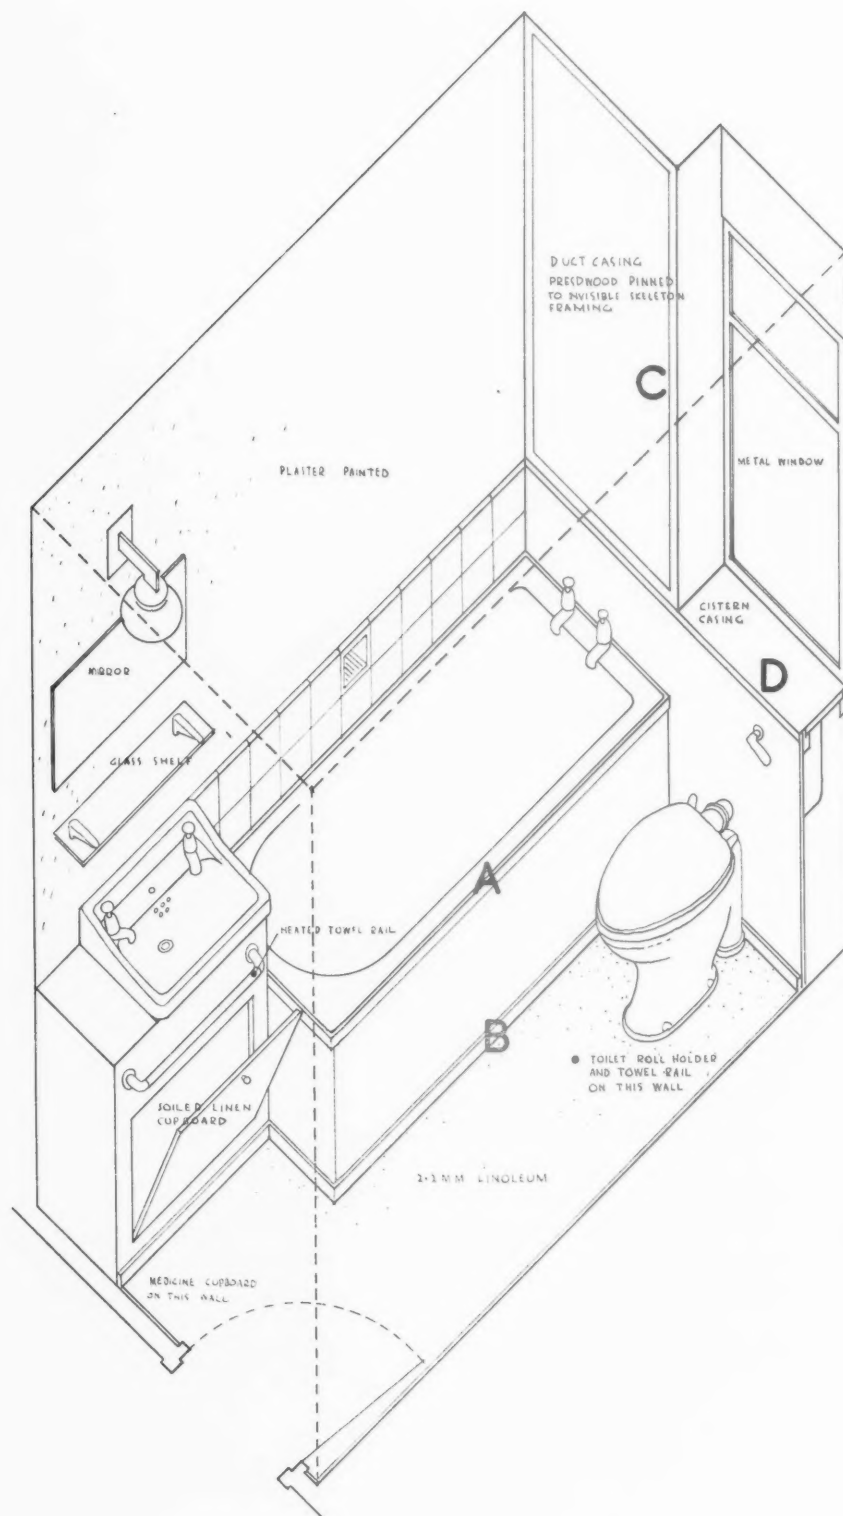 DUCT CASING
PRESDWOOD PINNED
TO INVISIBLE SKELETON
FRAMING
C
PLASTER PAINTED
METAL WINDOW
CISTERN
CASING
D
MIRROR
GLASS SHELF
A
HEATED TOWEL RAIL
B
TOILET ROLL HOLDER
AND TOWEL RAIL
ON THIS WALL
SOILED LINEN
CUPBOARD
MM LINOLEUM
MEDICINE CUPBOARD
ON THIS WALL